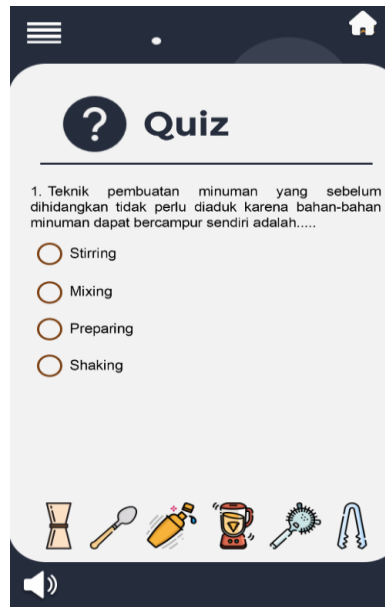 ?
Quiz
1. Teknik pembuatan minuman yang sebelum
dihidangkan tidak perlu diaduk karena bahan-bahan
minuman dapat bercampur sendiri adalah.....
Stirring
Mixing
Preparing
Shaking